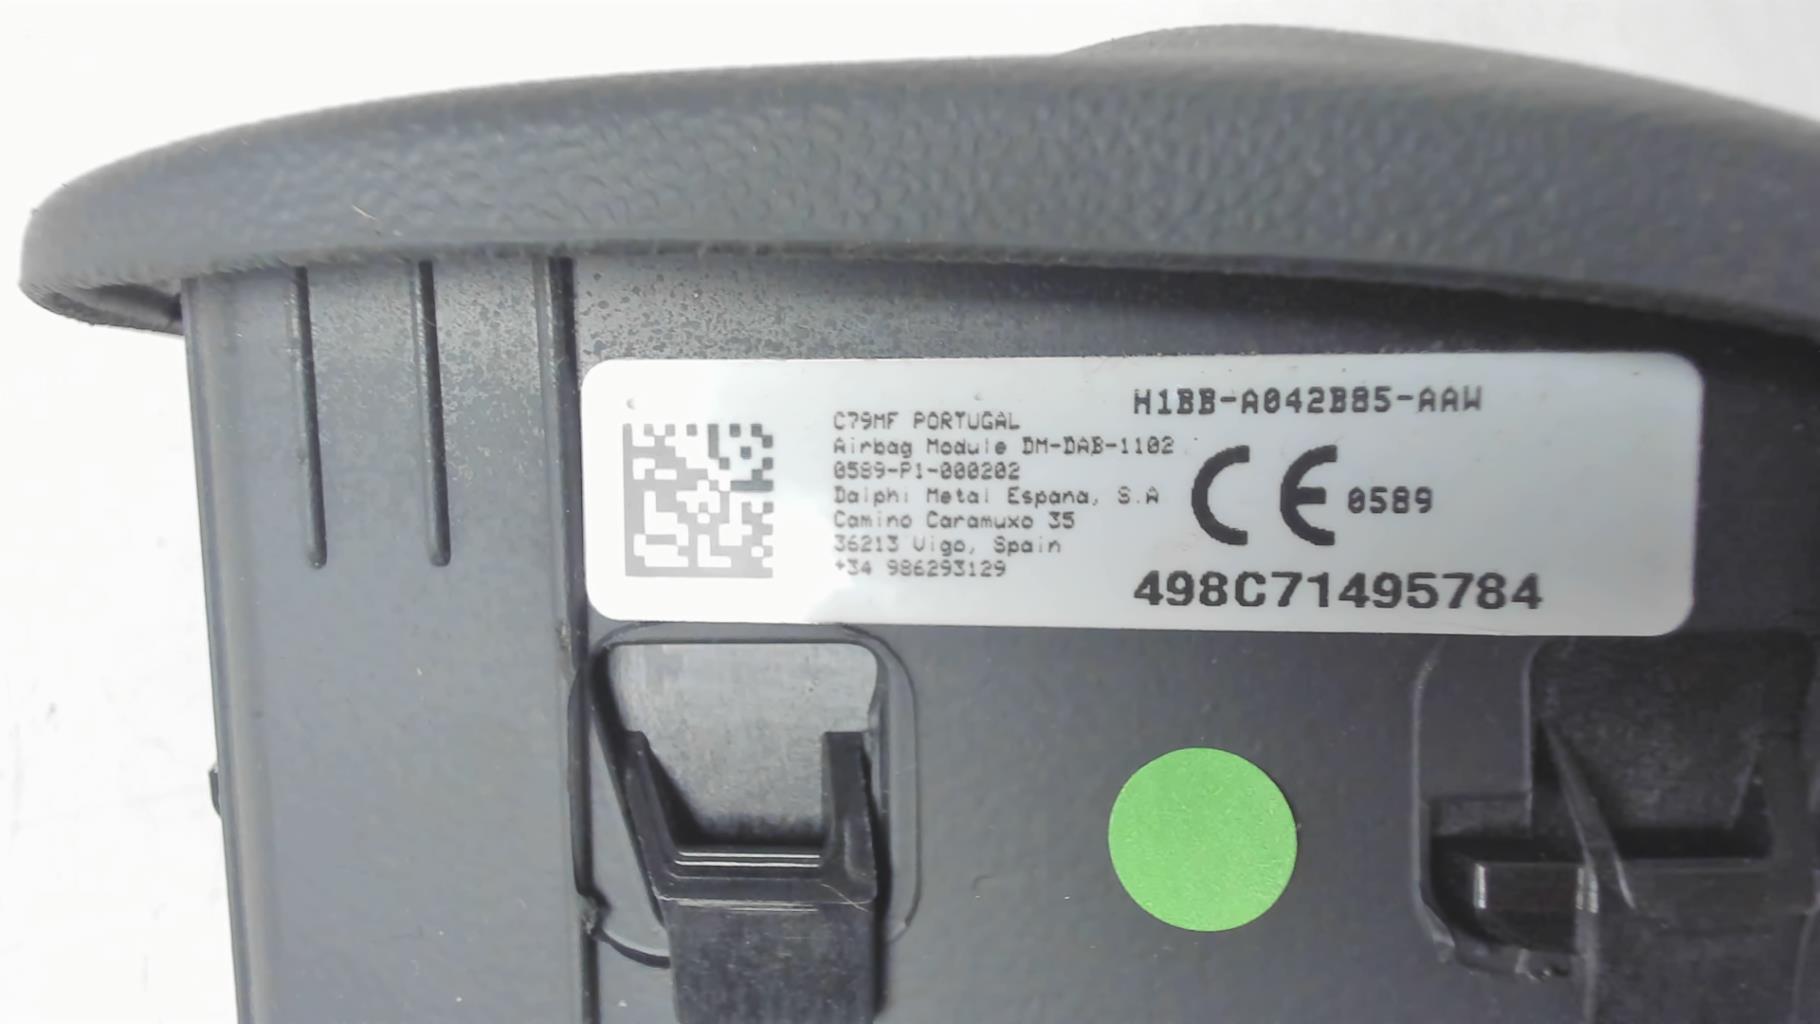 C79MF PORTUGAL
Airbag Module DM-DAB-1102
0589-P1-000202
Dalphi Metal Espana, S.A
Camino Caramuxo 35
36213 Vigo, Spain
+34 986293129
H1BB-A042B85-AAW
CE 0589
498C71495784